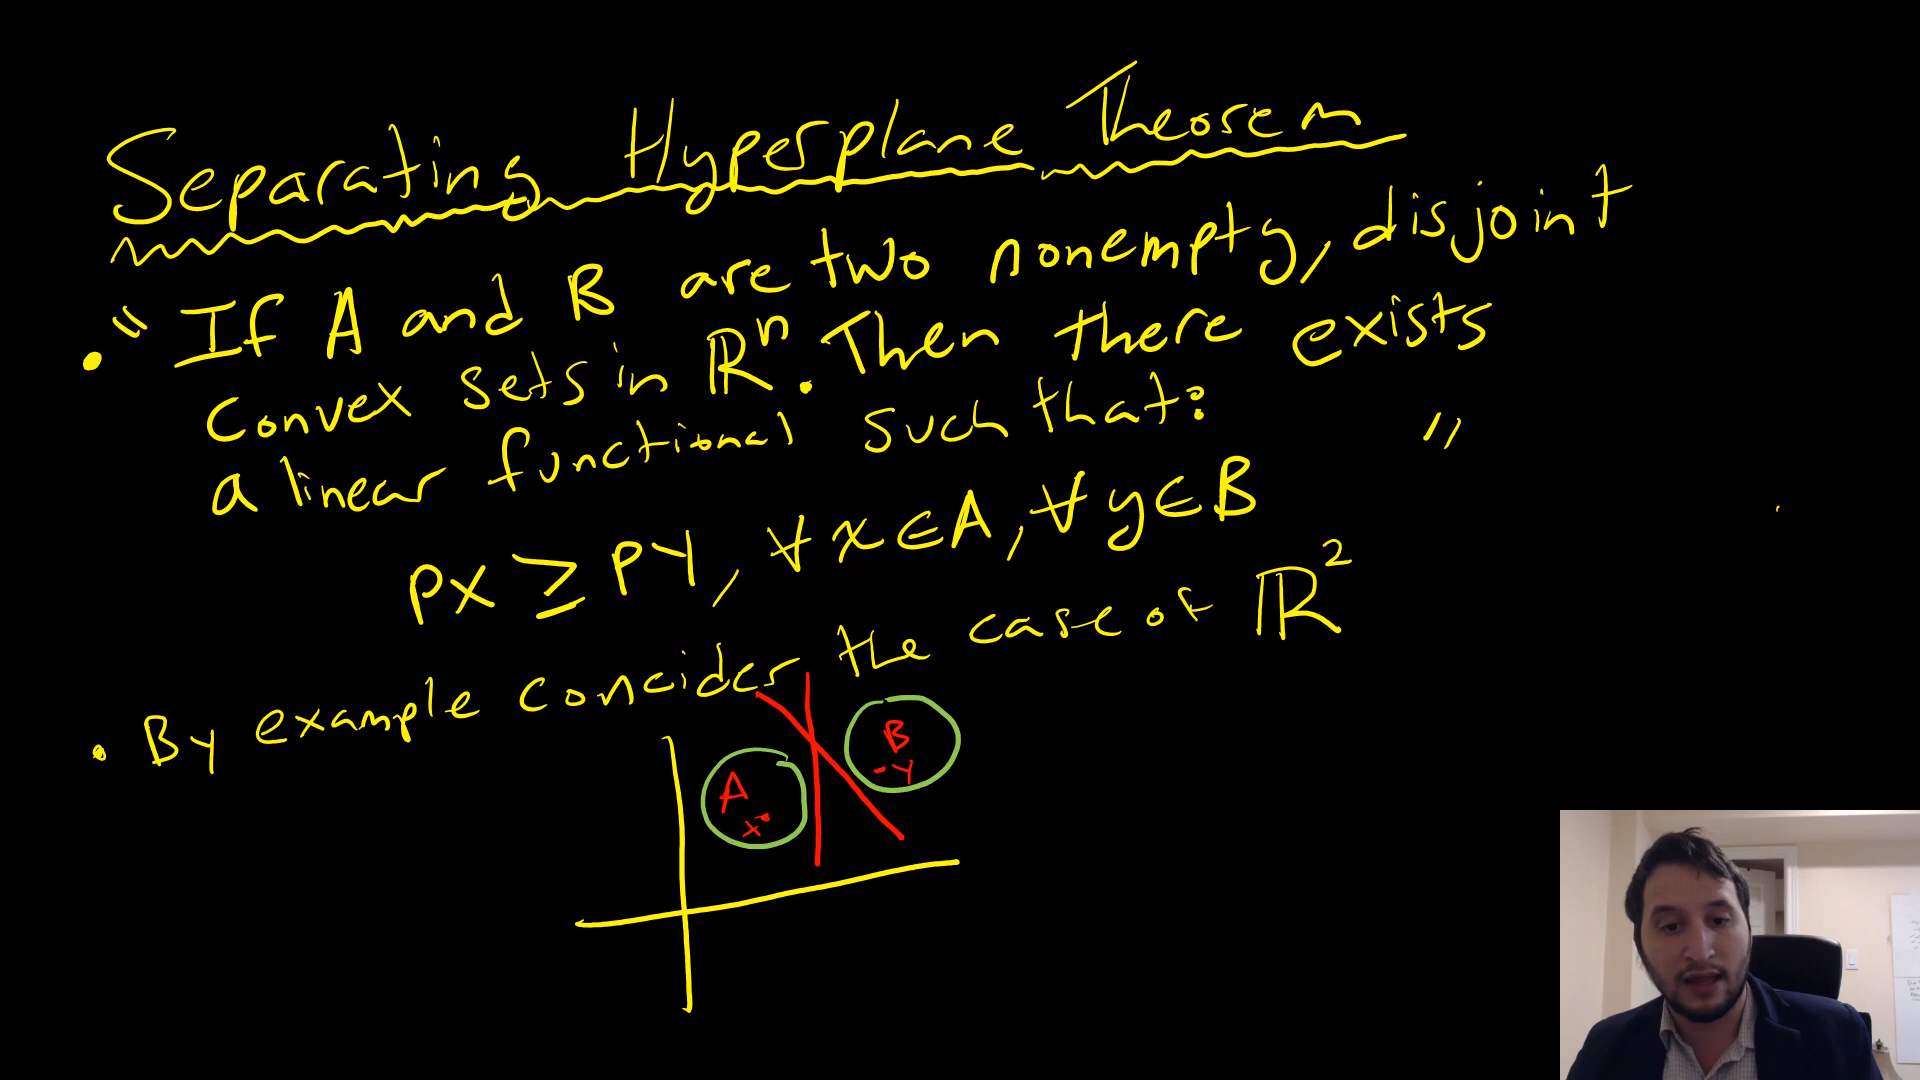 Separating Hyperplane Theorem
• " If A and B are two nonempty, disjoint
convex sets in ℝⁿ. Then there exists
a linear functional such that: "
px ≥ py, ∀ x ∈ A, ∀ y ∈ B
• By example concider the case of ℝ²
B
- Y
A
x